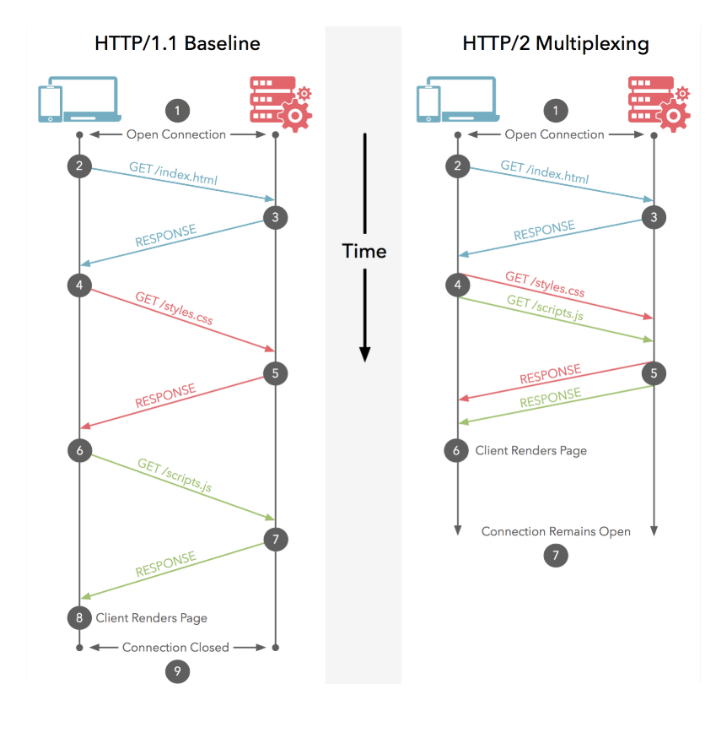 HTTP/1.1 Baseline
1
Open Connection
2
GET /index.html
3
RESPONSE
4
GET /styles.css
5
RESPONSE
6
GET /scripts.js
7
RESPONSE
8
Client Renders Page
Connection Closed
9
Time
HTTP/2 Multiplexing
1
Open Connection
2
GET /index.html
3
RESPONSE
4
GET /styles.css
GET /scripts.js
5
RESPONSE
RESPONSE
6
Client Renders Page
Connection Remains Open
7